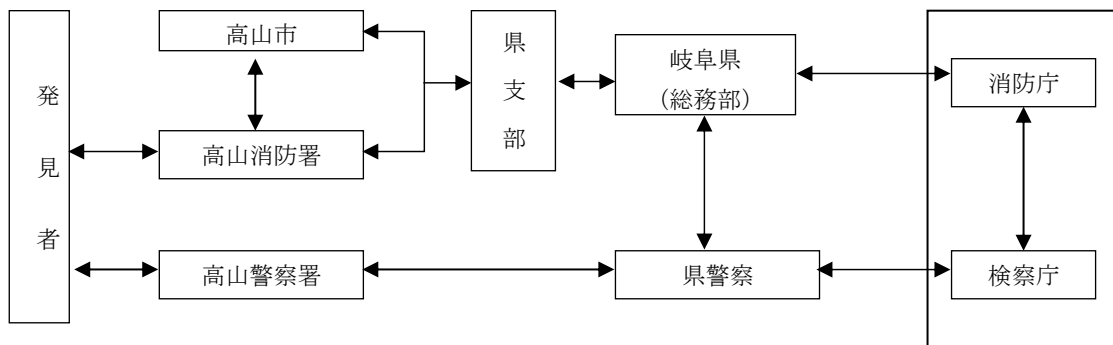 発見者
高山市
高山消防署
高山警察署
県支部
岐阜県
（総務部）
県警察
消防庁
検察庁